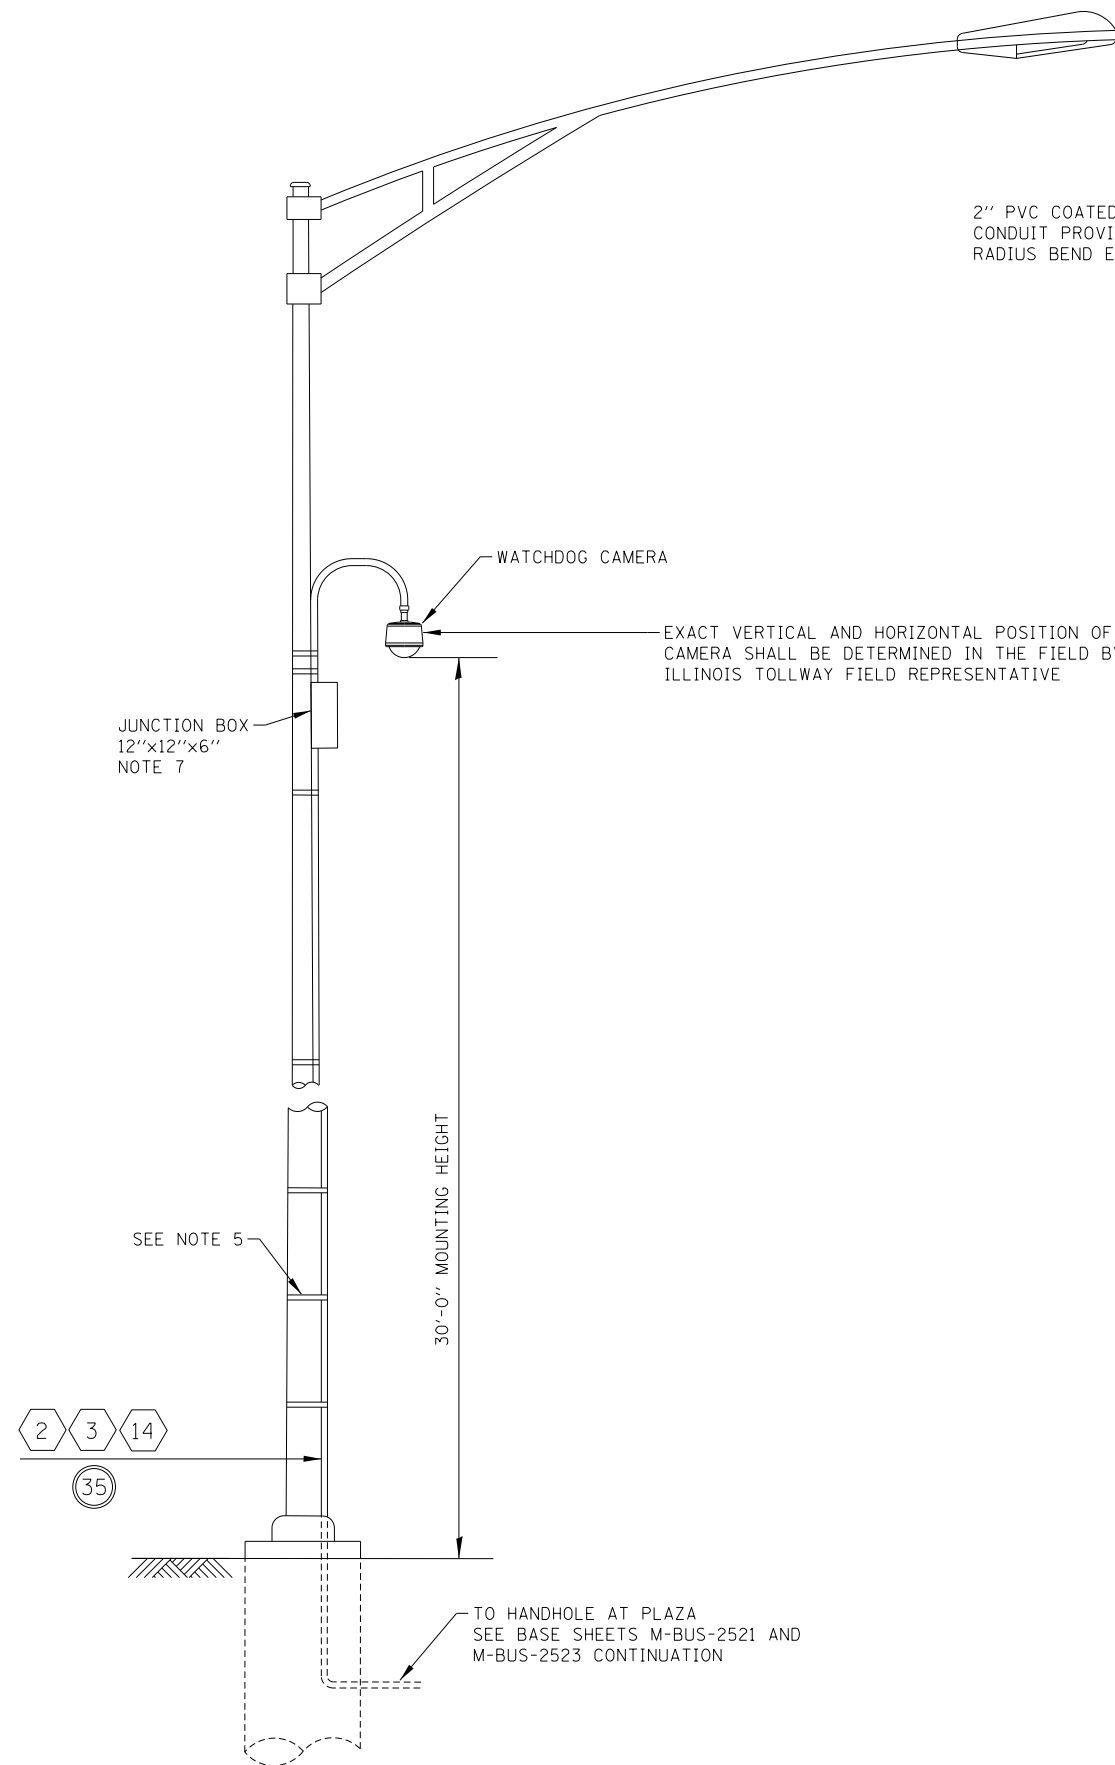 2'' PVC COATED
CONDUIT
RADIUS BEND
WATCHDOG CAMERA
EXACT VERTICAL AND HORIZONTAL POSITION OF
CAMERA SHALL BE DETERMINED IN THE FIELD
ILLINOIS TOLLWAY FIELD REPRESENTATIVE
JUNCTION BOX
12''x12''x6''
NOTE 7
30'-0'' MOUNTING HEIGHT
SEE NOTE 5
2 3 14
35
TO HANDHOLE AT PLAZA
SEE BASE SHEETS M-BUS-2521 AND
M-BUS-2523 CONTINUATION